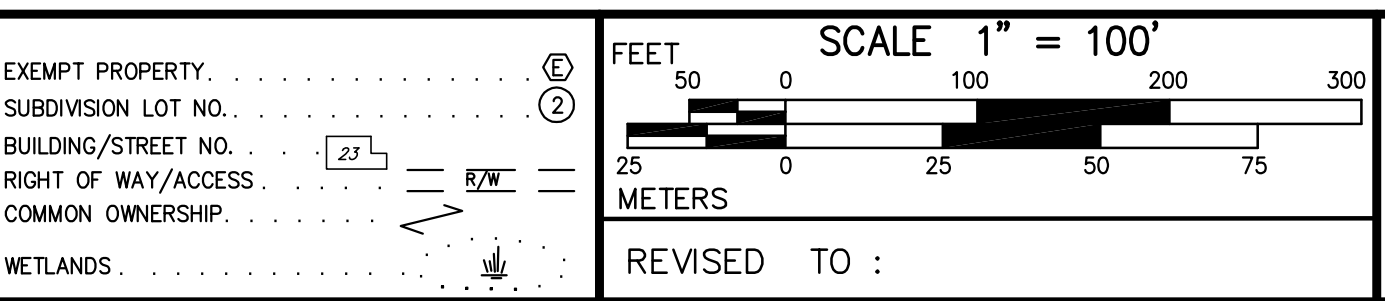 EXEMPT PROPERTY. . . . . . . . . . . . . . . E
SUBDIVISION LOT NO. . . . . . . . . . . . . . 2
BUILDING/STREET NO. . . . 23
RIGHT OF WAY/ACCESS . . . . . R/W
COMMON OWNERSHIP. . . . . . .
WETLANDS . . . . . . . . . . . . .
SCALE 1" = 100'
FEET
50 0 100 200 300
25 0 25 50 75
METERS
REVISED TO :